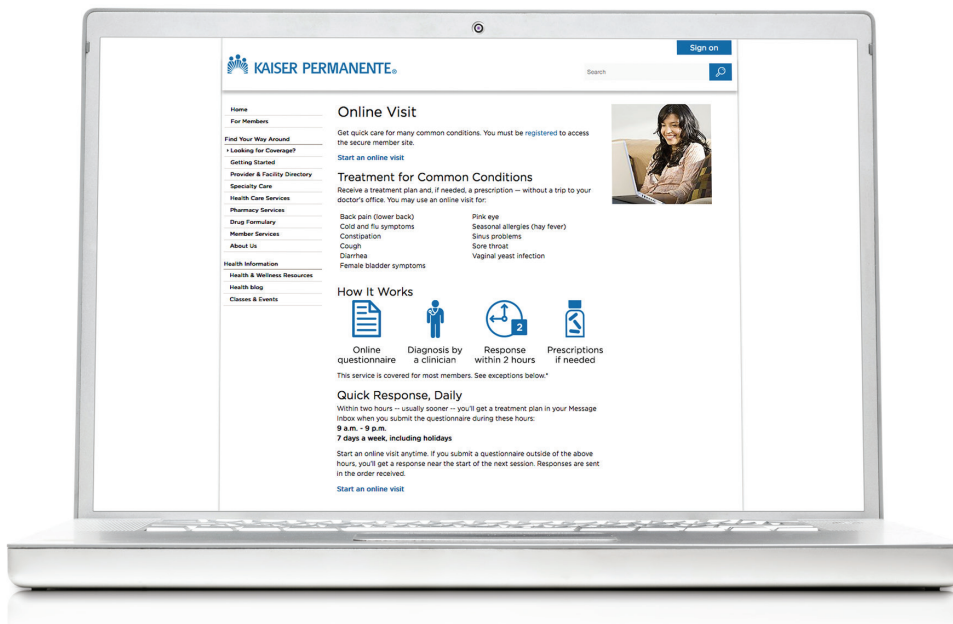 Sign on
KAISER PERMANENTE®
Search
Home
For Members
Find Your Way Around
› Looking for Coverage?
Getting Started
Provider & Facility Directory
Specialty Care
Health Care Services
Pharmacy Services
Drug Formulary
Member Services
About Us
Health Information
Health & Wellness Resources
Health blog
Classes & Events
Online Visit
Get quick care for many common conditions. You must be registered to access
the secure member site.
Start an online visit
Treatment for Common Conditions
Receive a treatment plan and, if needed, a prescription -- without a trip to your
doctor's office. You may use an online visit for:
Back pain (lower back)
Cold and flu symptoms
Constipation
Cough
Diarrhea
Female bladder symptoms
Pink eye
Seasonal allergies (hay fever)
Sinus problems
Sore throat
Vaginal yeast infection
How It Works
2
Online
questionnaire
Diagnosis by
a clinician
Response
within 2 hours
Prescriptions
if needed
This service is covered for most members. See exceptions below.*
Quick Response, Daily
Within two hours -- usually sooner -- you'll get a treatment plan in your Message
Inbox when you submit the questionnaire during these hours:
9 a.m. - 9 p.m.
7 days a week, including holidays
Start an online visit anytime. If you submit a questionnaire outside of the above
hours, you'll get a response near the start of the next session. Responses are sent
in the order received.
Start an online visit